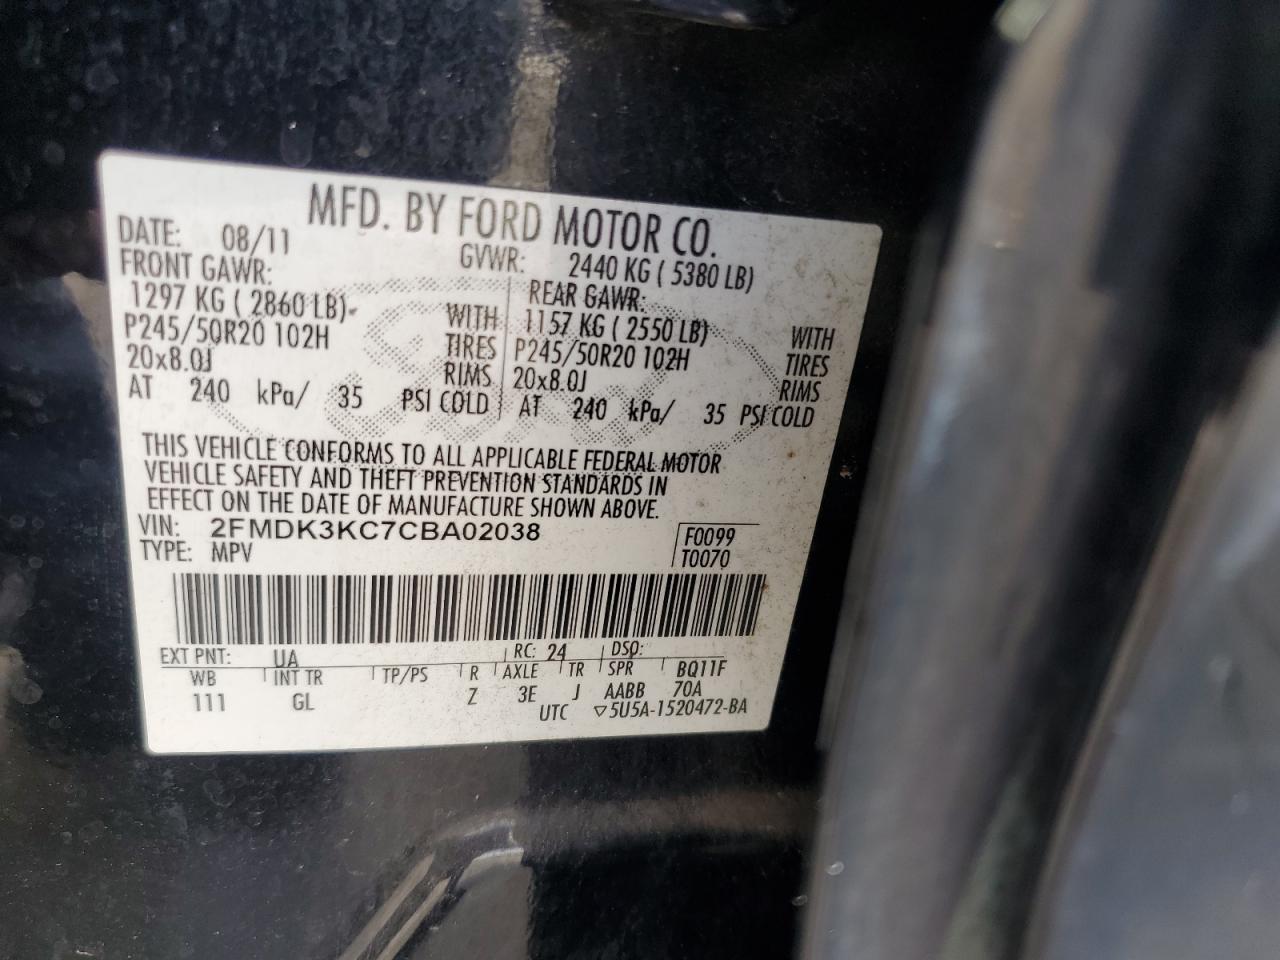 MFD. BY FORD MOTOR CO.
DATE: 08/11 GVWR: 2440 KG ( 5380 LB)
FRONT GAWR: REAR GAWR:
1297 KG ( 2860 LB) WITH 1157 KG ( 2550 LB) WITH
P245/50R20 102H TIRES P245/50R20 102H TIRES
20x8.0J RIMS 20x8.0J RIMS
AT 240 kPa/ 35 PSI COLD AT 240 kPa/ 35 PSI COLD
THIS VEHICLE CONFORMS TO ALL APPLICABLE FEDERAL MOTOR
VEHICLE SAFETY AND THEFT PREVENTION STANDARDS IN
EFFECT ON THE DATE OF MANUFACTURE SHOWN ABOVE.
VIN: 2FMDK3KC7CBA02038 F0099
TYPE: MPV T0070
EXT PNT: UA RC: 24 DSO:
WB INT TR TP/PS R AXLE TR SPR BQ11F
111 GL Z 3E J AABB 70A
UTC ▽5U5A-1520472-BA